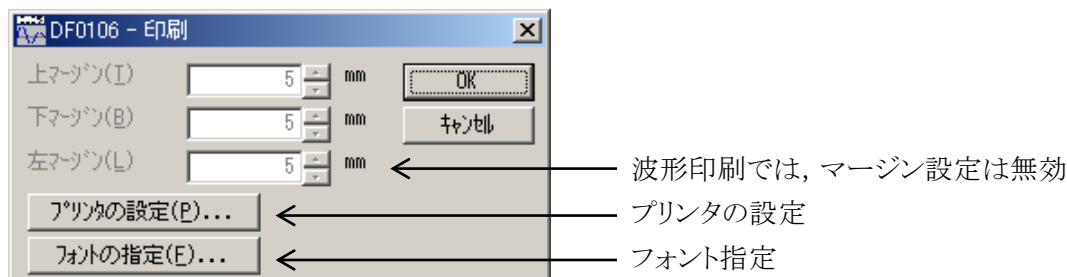 DF0106 - 印刷
上ﾏｰｼﾞﾝ(T) 5 mm
OK
下ﾏｰｼﾞﾝ(B) 5 mm
ｷｬﾝｾﾙ
左ﾏｰｼﾞﾝ(L) 5 mm
波形印刷では，マージン設定は無効
ﾌﾟﾘﾝﾀの設定(P)...
プリンタの設定
ﾌｫﾝﾄの指定(F)...
フォント指定